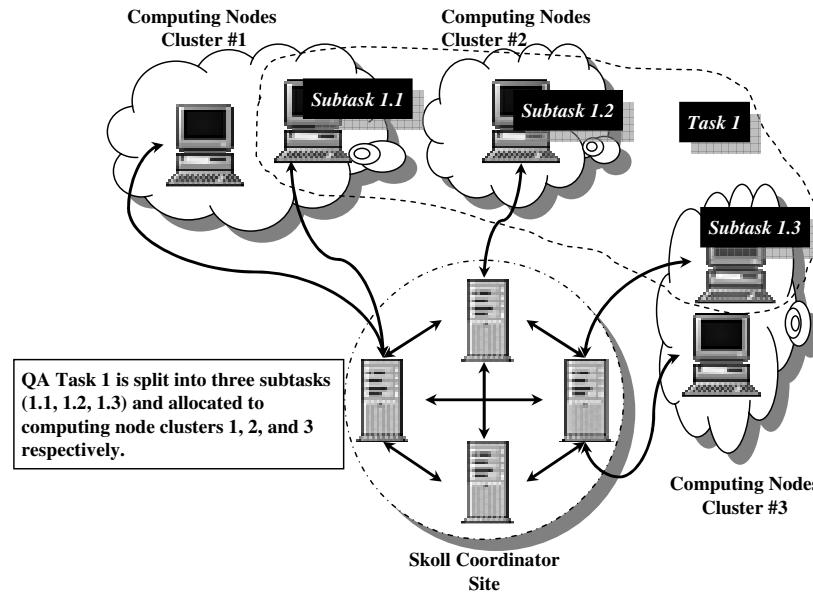 Computing Nodes
Cluster #1
Computing Nodes
Cluster #2
Subtask 1.1
Subtask 1.2
Task 1
Subtask 1.3
QA Task 1 is split into three subtasks
(1.1, 1.2, 1.3) and allocated to
computing node clusters 1, 2, and 3
respectively.
Computing Nodes
Cluster #3
Skoll Coordinator
Site